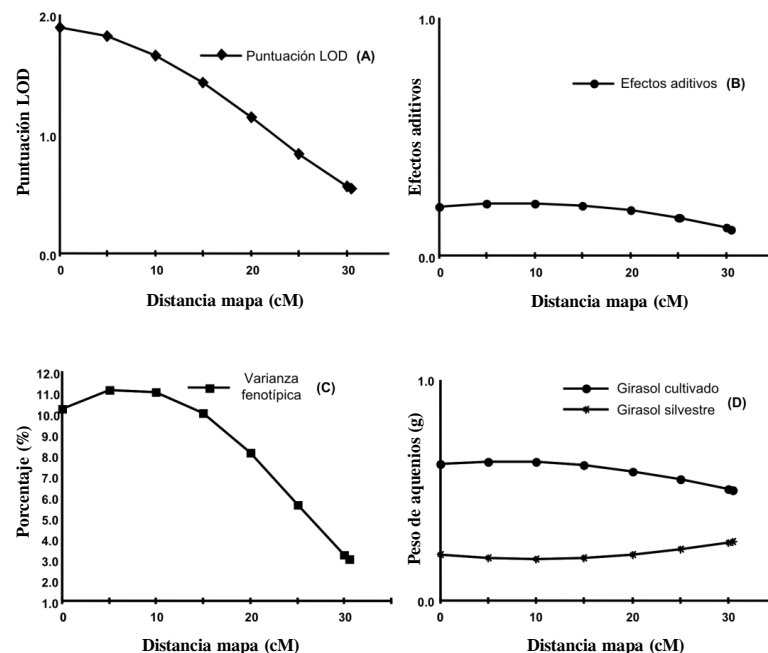 2.0
1.0
0.0
Puntuación LOD
Puntuación LOD (A)
0 10 20 30
Distancia mapa (cM)
1.0
0.0
Efectos aditivos
Efectos aditivos (B)
0 10 20 30
Distancia mapa (cM)
12.0
11.0
10.0
9.0
8.0
7.0
6.0
5.0
4.0
3.0
2.0
1.0
Porcentaje (%)
Varianza
fenotípica
(C)
0 10 20 30
Distancia mapa (cM)
1.0
0.0
Peso de aquenios (g)
Girasol cultivado
Girasol silvestre
(D)
0 10 20 30
Distancia mapa (cM)